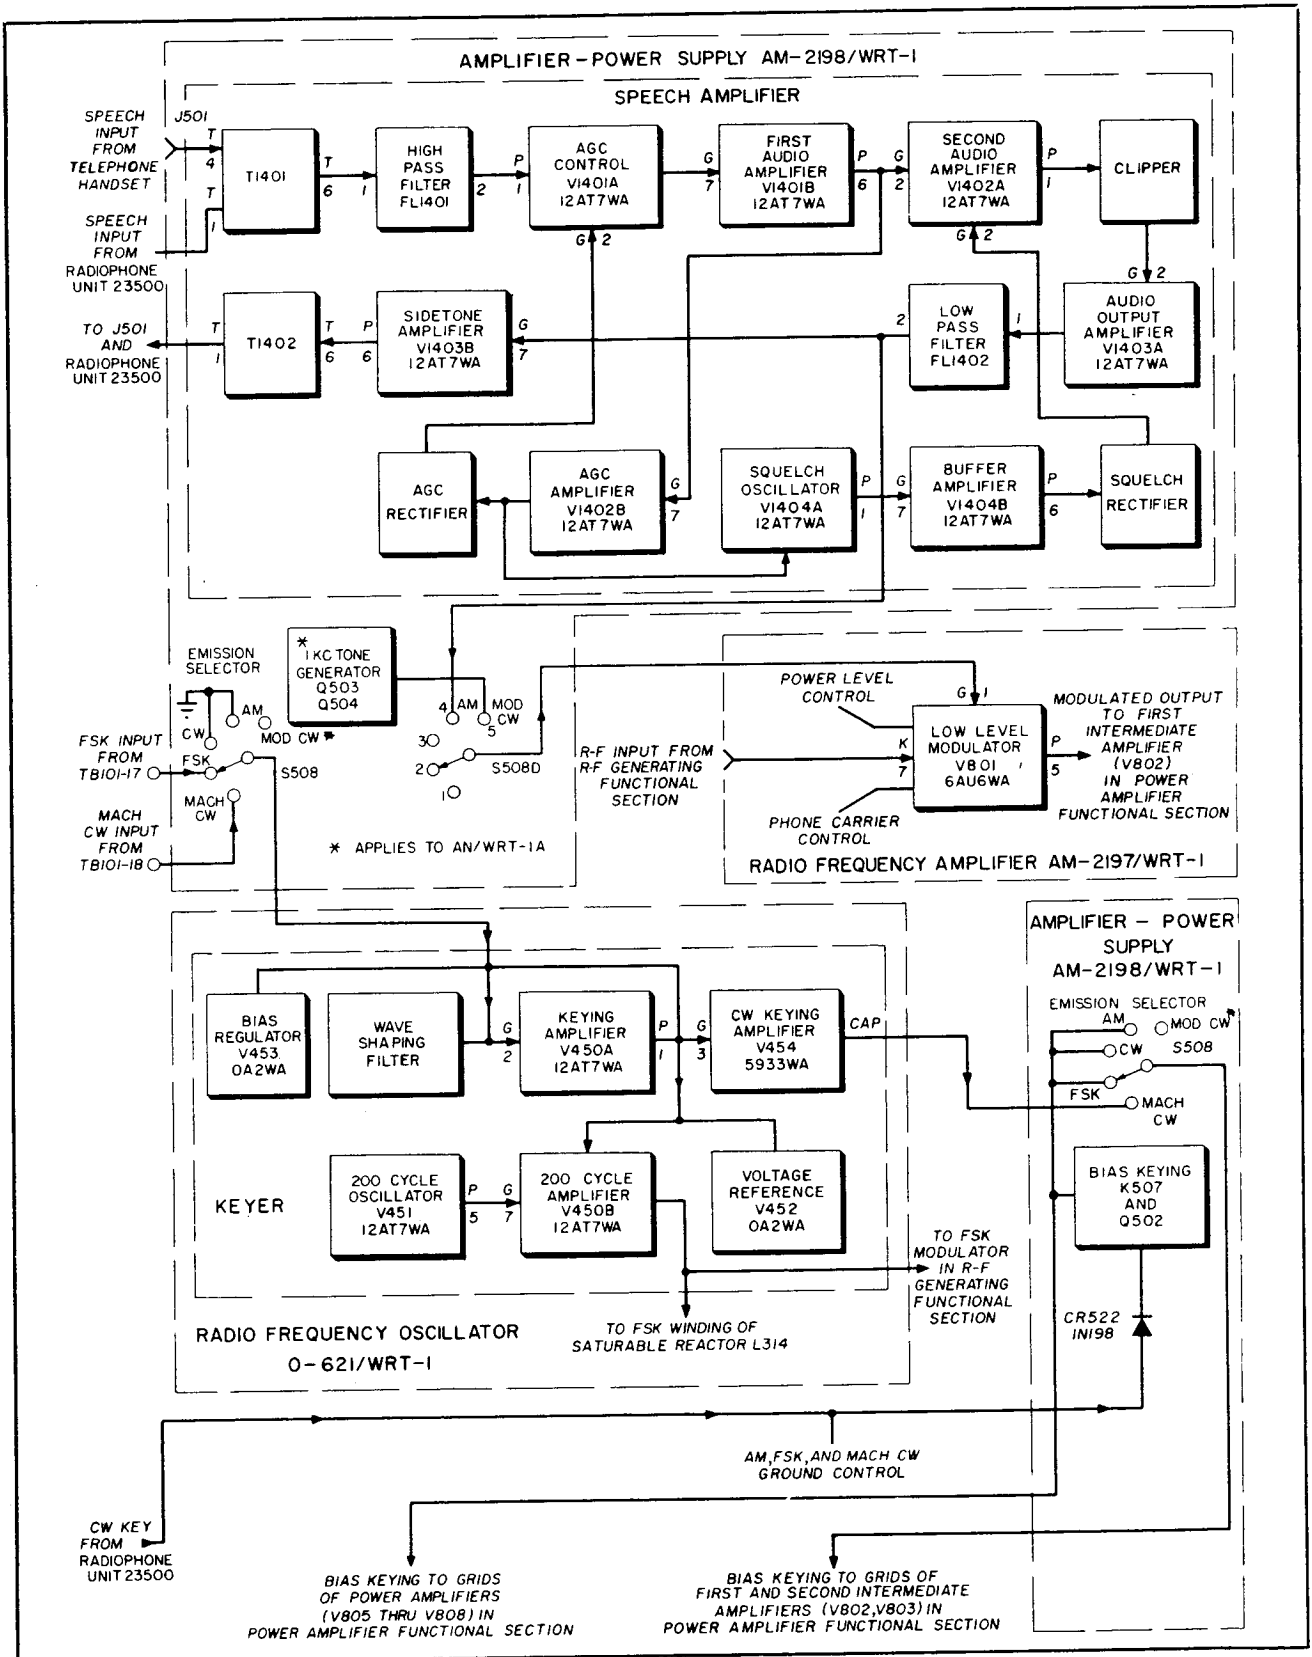 AMPLIFIER-POWER SUPPLY AM-2198/WRT-1
SPEECH AMPLIFIER
SPEECH
INPUT
FROM
TELEPHONE
HANDSET
J501
T
4
T
1
SPEECH
INPUT
FROM
RADIOPHONE
UNIT 23500
T1401
T
6
1
HIGH
PASS
FILTER
FL1401
2
P
1
AGC
CONTROL
V1401A
12AT7WA
G 2
G
7
FIRST
AUDIO
AMPLIFIER
V1401B
12AT7WA
P
6
G
2
SECOND
AUDIO
AMPLIFIER
V1402A
12AT7WA
G 2
P
1
CLIPPER
G 2
TO J501
AND
RADIOPHONE
UNIT 23500
T
1
T1402
T
6
P
6
SIDETONE
AMPLIFIER
V1403B
12AT7WA
G
7
2
LOW
PASS
FILTER
FL1402
1
AUDIO
OUTPUT
AMPLIFIER
V1403A
12AT7WA
AGC
RECTIFIER
AGC
AMPLIFIER
V1402B
12AT7WA
G
7
SQUELCH
OSCILLATOR
V1404A
12AT7WA
P
1
G
7
BUFFER
AMPLIFIER
V1404B
12AT7WA
P
6
SQUELCH
RECTIFIER
EMISSION
SELECTOR
AM
MOD CW *
CW
FSK
MACH
CW
S508
FSK INPUT
FROM
TB101-17
MACH
CW INPUT
FROM
TB101-18
*
1 KC TONE
GENERATOR
Q503
Q504
4
AM
MOD
CW
5
3
2
1
S508D
* APPLIES TO AN/WRT-1A
POWER LEVEL
CONTROL
G 1
R-F INPUT FROM
R-F GENERATING
FUNCTIONAL
SECTION
K
7
LOW LEVEL
MODULATOR
V801
6AU6WA
P
5
MODULATED OUTPUT
TO FIRST
INTERMEDIATE
AMPLIFIER
(V802)
IN POWER
AMPLIFIER
FUNCTIONAL SECTION
PHONE CARRIER
CONTROL
RADIO FREQUENCY AMPLIFIER AM-2197/WRT-1
BIAS
REGULATOR
V453
0A2WA
WAVE
SHAPING
FILTER
G
2
KEYING
AMPLIFIER
V450A
12AT7WA
P
1
G
3
CW KEYING
AMPLIFIER
V454
5933WA
CAP
KEYER
200 CYCLE
OSCILLATOR
V451
12AT7WA
P
5
G
7
200 CYCLE
AMPLIFIER
V450B
12AT7WA
VOLTAGE
REFERENCE
V452
0A2WA
TO FSK
MODULATOR
IN R-F
GENERATING
FUNCTIONAL
SECTION
TO FSK WINDING OF
SATURABLE REACTOR L314
RADIO FREQUENCY OSCILLATOR
O-621/WRT-1
AMPLIFIER - POWER
SUPPLY
AM-2198/WRT-1
EMISSION SELECTOR
AM
MOD CW*
S508
CW
FSK
MACH
CW
BIAS KEYING
K507
AND
Q502
CR522
IN198
AM,FSK,AND MACH CW
GROUND CONTROL
CW KEY
FROM
RADIOPHONE
UNIT 23500
BIAS KEYING TO GRIDS
OF POWER AMPLIFIERS
(V805 THRU V808) IN
POWER AMPLIFIER FUNCTIONAL SECTION
BIAS KEYING TO GRIDS OF
FIRST AND SECOND INTERMEDIATE
AMPLIFIERS (V802,V803) IN
POWER AMPLIFIER FUNCTIONAL SECTION